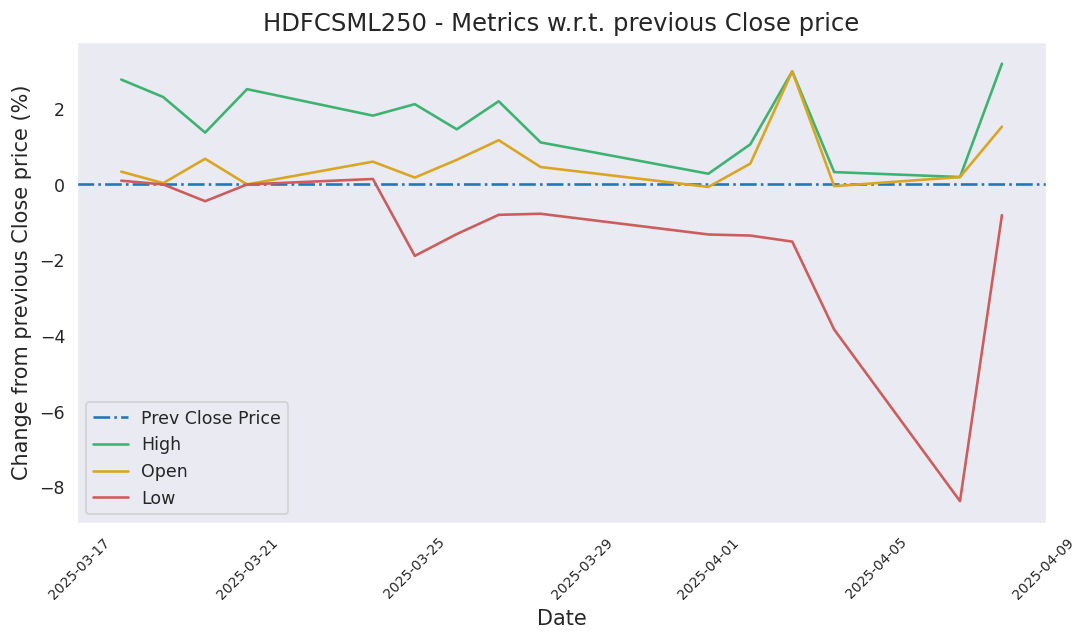 HDFCSML250 - Metrics w.r.t. previous Close price
Change from previous Close price (%)
2
0
−2
−4
−6
−8
Prev Close Price
High
Open
Low
2025-03-17
2025-03-21
2025-03-25
2025-03-29
2025-04-01
2025-04-05
2025-04-09
Date